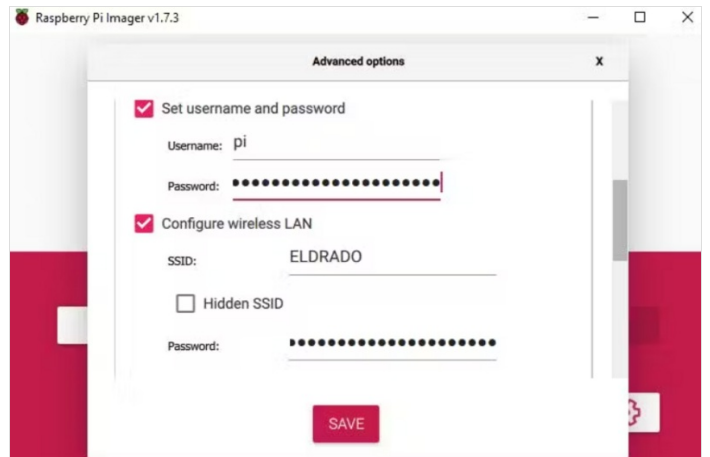 Raspberry Pi Imager v1.7.3
Advanced options
X
Set username and password
Username: pi
Password: ●●●●●●●●●●●●●●●●●●●●●
Configure wireless LAN
SSID: ELDRADO
Hidden SSID
Password: ●●●●●●●●●●●●●●●●●●●●●
SAVE